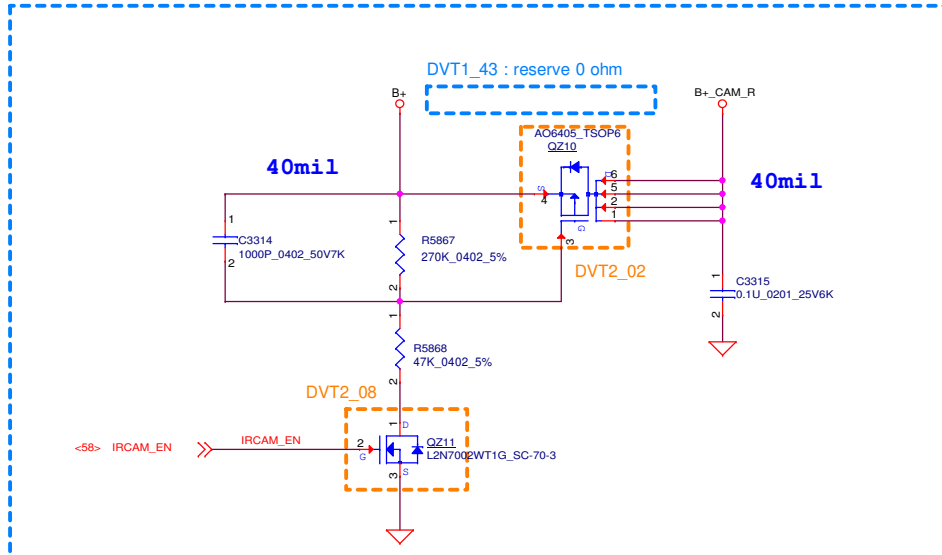 DVT1_43 : reserve 0 ohm
B+
B+_CAM_R
AO6405_TSOP6
QZ10
40mil
40mil
D
6
5
2
1
S
4
G
3
1
C3314
1000P_0402_50V7K
2
1
R5867
270K_0402_5%
2
DVT2_02
1
C3315
0.1U_0201_25V6K
2
1
R5868
47K_0402_5%
2
DVT2_08
1
D
<58> IRCAM_EN
IRCAM_EN
2
G
QZ11
L2N7002WT1G_SC-70-3
3
S